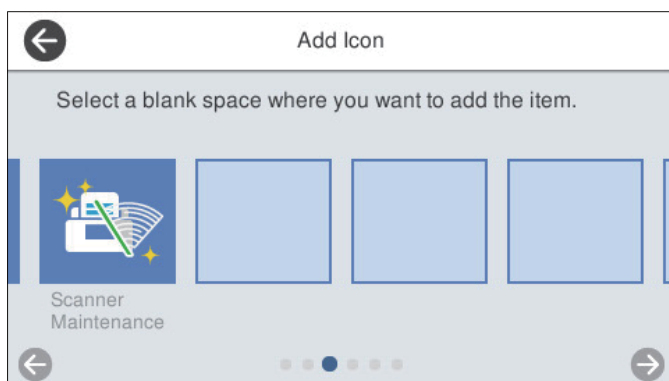 Add Icon
Select a blank space where you want to add the item.
Scanner
Maintenance